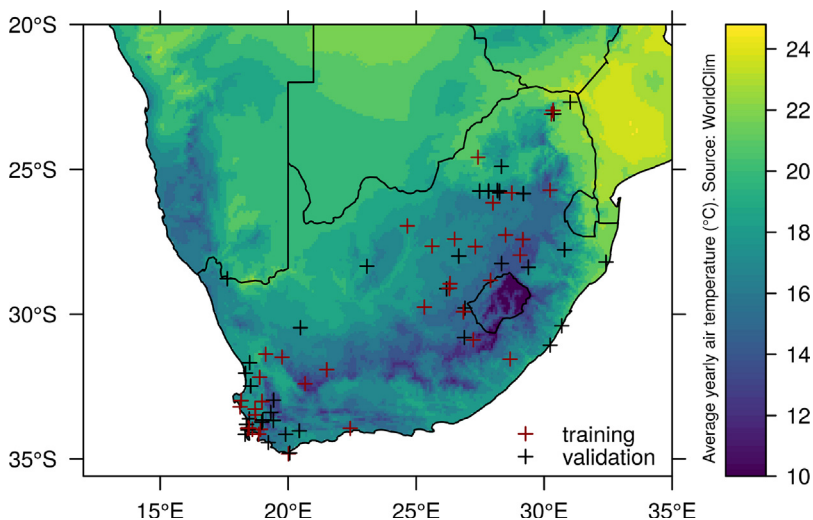 20°S
25°S
30°S
35°S
15°E 20°E 25°E 30°E 35°E
training
validation
Average yearly air temperature (°C). Source: WorldClim
24
22
20
18
16
14
12
10